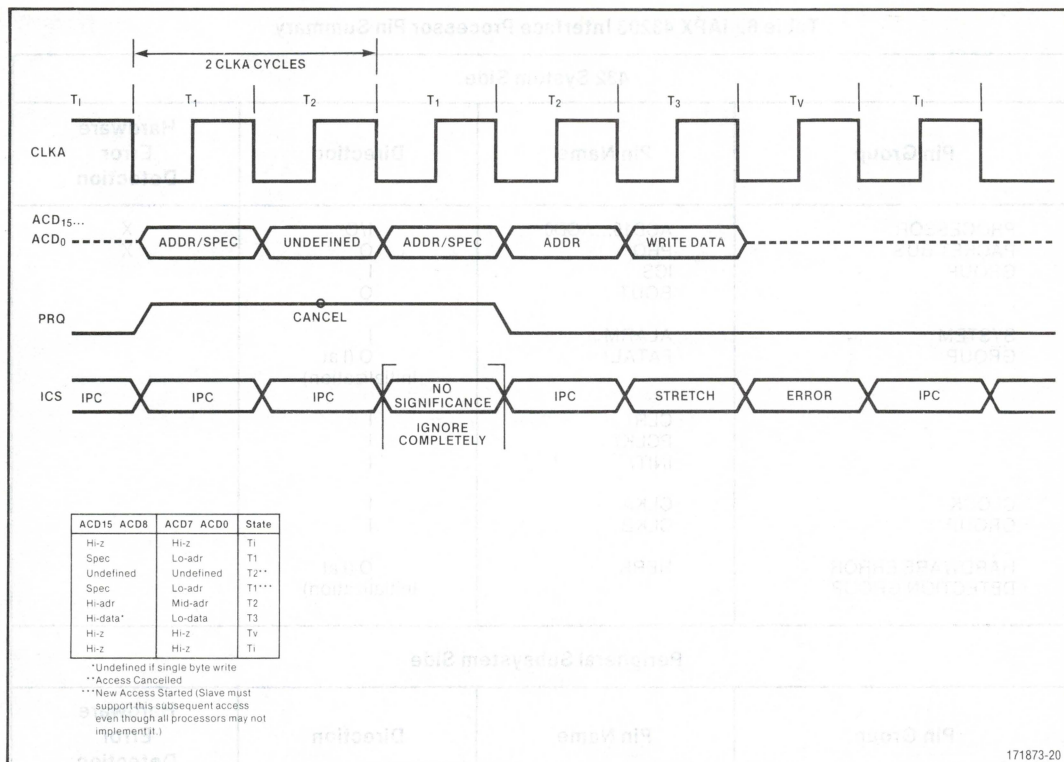 2 CLKA CYCLES
TI T1 T2 T1 T2 T3 TV TI
CLKA
ACD15...
ACD0 ADDR/SPEC UNDEFINED ADDR/SPEC ADDR WRITE DATA
PRQ CANCEL
ICS IPC IPC IPC NO SIGNIFICANCE IPC STRETCH ERROR IPC
IGNORE
COMPLETELY
ACD15 ACD8 ACD7 ACD0 State
Hi-z Hi-z Ti
Spec Lo-adr T1
Undefined Undefined T2**
Spec Lo-adr T1***
Hi-adr Mid-adr T2
Hi-data* Lo-data T3
Hi-z Hi-z Tv
Hi-z Hi-z Ti
*Undefined if single byte write
**Access Cancelled
***New Access Started (Slave must
support this subsequent access
even though all processors may not
implement it.)
171873-20